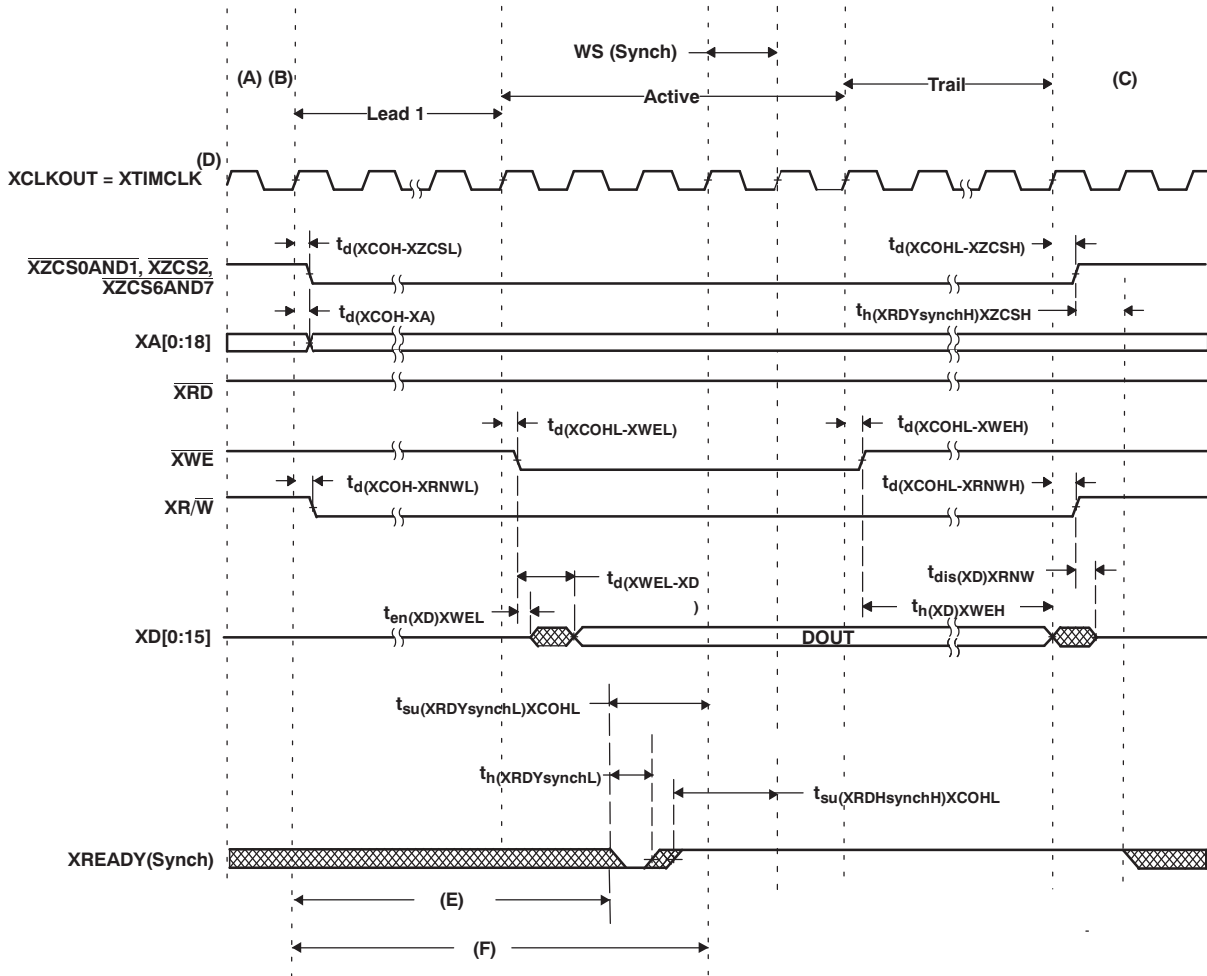 WS (Synch)
(A) (B)
(C)
Active
Trail
Lead 1
(D)
XCLKOUT = XTIMCLK
td(XCOH-XZCSL)
td(XCOHL-XZCSH)
XZCS0AND1, XZCS2,
XZCS6AND7
td(XCOH-XA)
th(XRDYsynchH)XZCSH
XA[0:18]
XRD
td(XCOHL-XWEL)
td(XCOHL-XWEH)
XWE
td(XCOH-XRNWL)
td(XCOHL-XRNWH)
XR/W
td(XWEL-XD
)
tdis(XD)XRNW
ten(XD)XWEL
th(XD)XWEH
XD[0:15]
DOUT
tsu(XRDYsynchL)XCOHL
th(XRDYsynchL)
tsu(XRDHsynchH)XCOHL
XREADY(Synch)
(E)
(F)